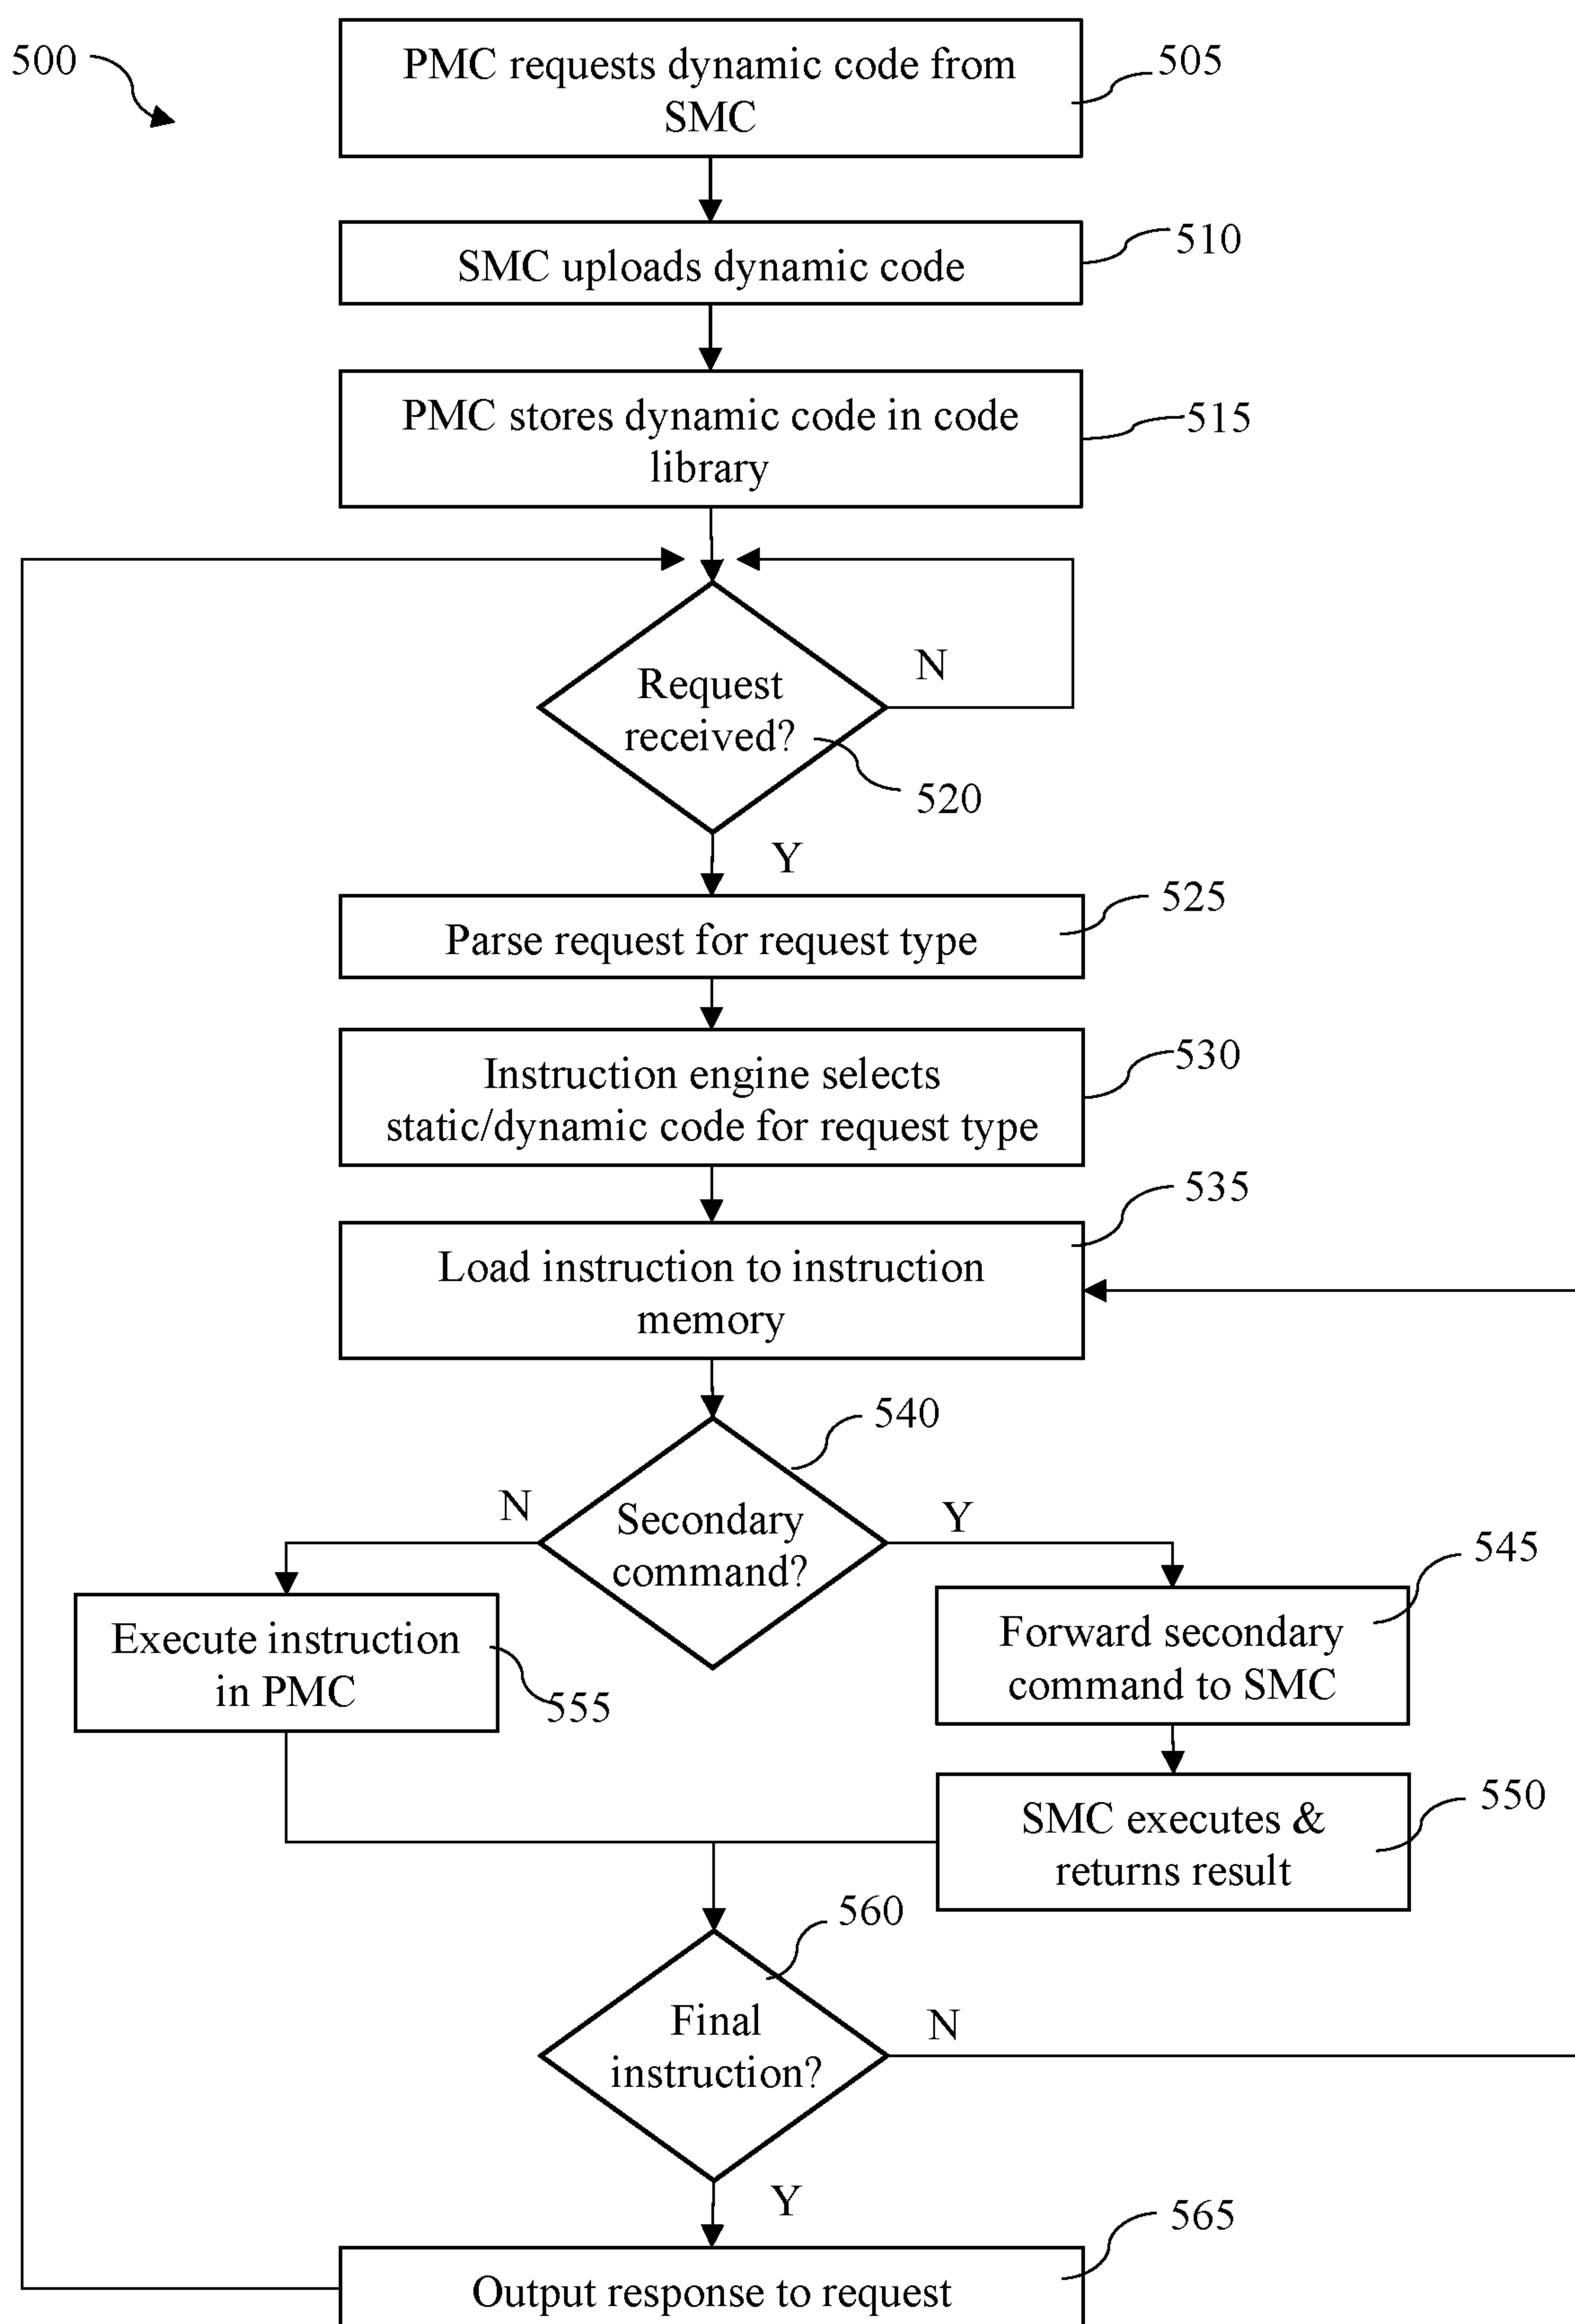 500
PMC requests dynamic code from
SMC
505
SMC uploads dynamic code
510
PMC stores dynamic code in code
library
515
Request
received?
N
520
Y
Parse request for request type
525
Instruction engine selects
static/dynamic code for request type
530
Load instruction to instruction
memory
535
540
Secondary
command?
N
Y
Execute instruction
in PMC
555
Forward secondary
command to SMC
545
SMC executes &
returns result
550
560
Final
instruction?
N
Y
Output response to request
565